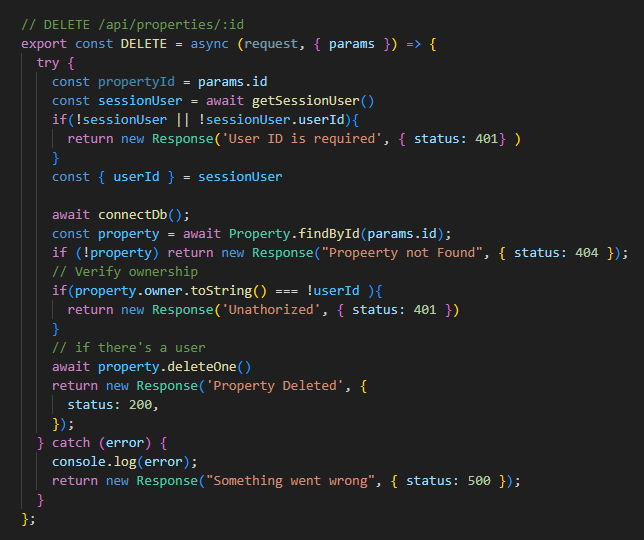 // DELETE /api/properties/:id
export const DELETE = async (request, { params }) => {
  try {
    const propertyId = params.id
    const sessionUser = await getSessionUser()
    if(!sessionUser || !sessionUser.userId){
      return new Response('User ID is required', { status: 401} )
    }
    const { userId } = sessionUser

    await connectDb();
    const property = await Property.findById(params.id);
    if (!property) return new Response("Propeerty not Found", { status: 404 });
    // Verify ownership
    if(property.owner.toString() === !userId ){
      return new Response('Unathorized', { status: 401 })
    }
    // if there's a user
    await property.deleteOne()
    return new Response('Property Deleted', {
      status: 200,
    });
  } catch (error) {
    console.log(error);
    return new Response("Something went wrong", { status: 500 });
  }
};